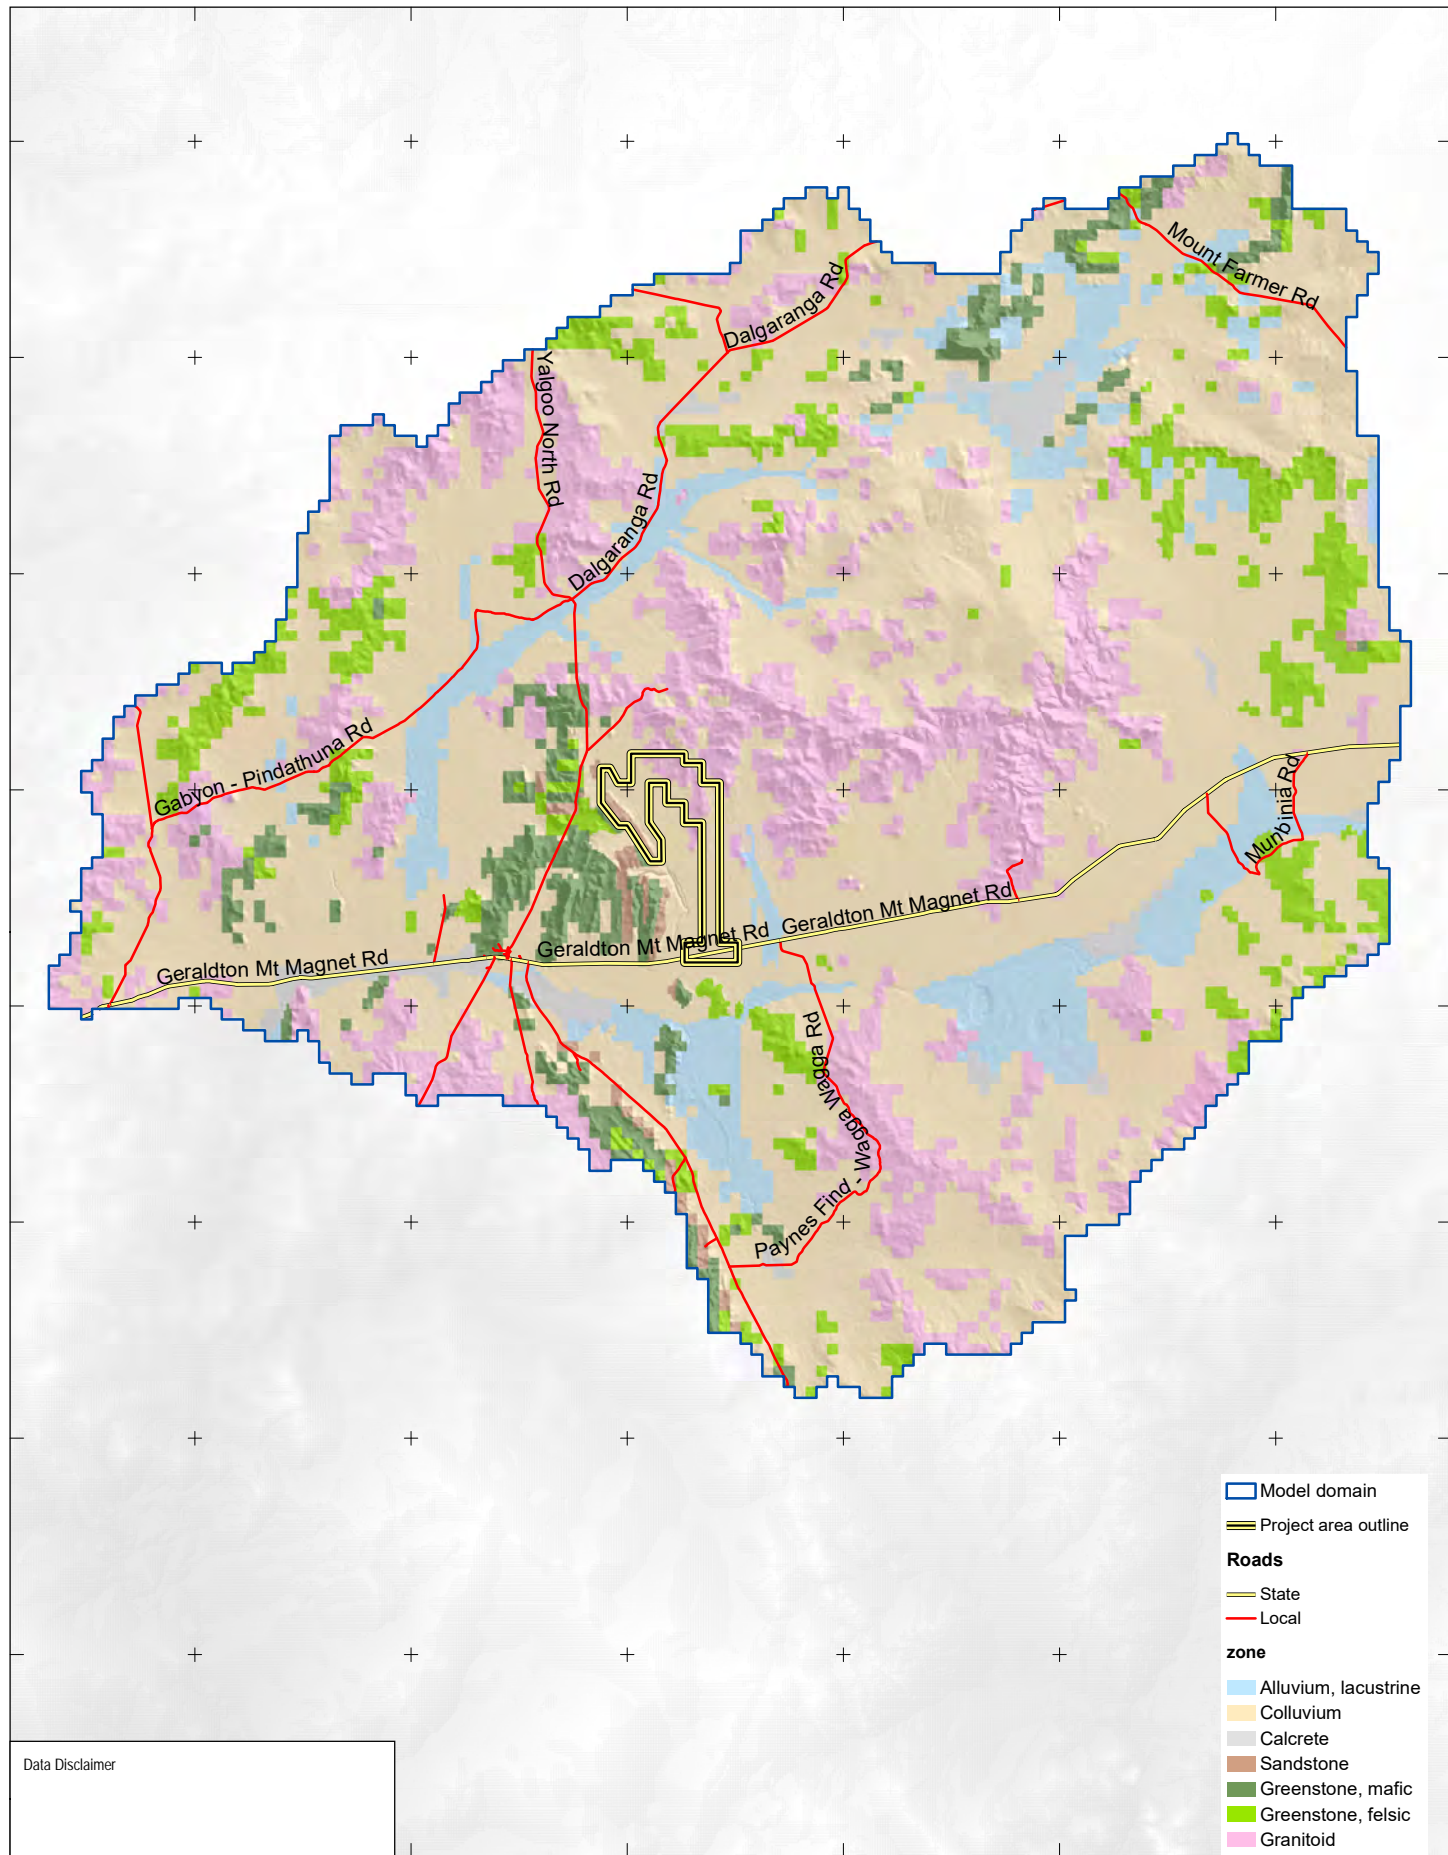 Mount Farmer Rd
Dalgaranga Rd
Yalgoo North Rd
Dalgaranga Rd
Gabyon - Pindathuna Rd
Munbinia Rd
Geraldton Mt Magnet Rd
Geraldton Mt Magnet Rd
Geraldton Mt Magnet Rd
Paynes Find - Wagga Wagga Rd
Model domain
Project area outline
Roads
State
Local
zone
Alluvium, lacustrine
Colluvium
Calcrete
Sandstone
Greenstone, mafic
Greenstone, felsic
Granitoid
Data Disclaimer